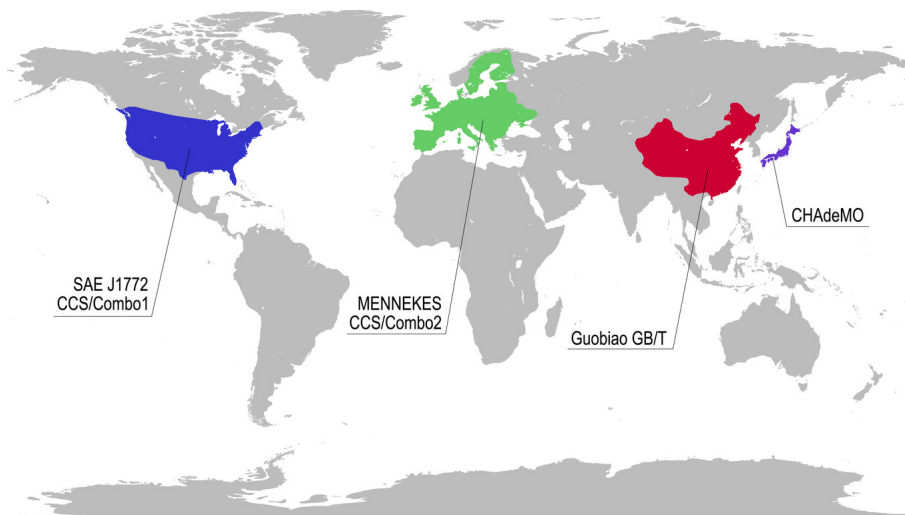 SAE J1772
CCS/Combo1
MENNEKES
CCS/Combo2
Guobiao GB/T
CHAdeMO